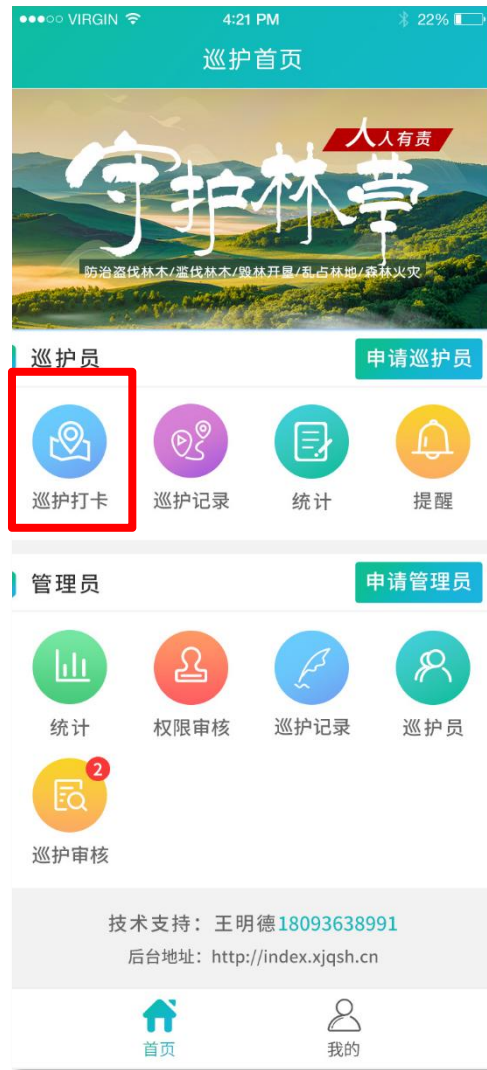 VIRGIN 4:21 PM 22%
巡护首页
人人有责
守护林草
防治盗伐林木/滥伐林木/毁林开垦/乱占林地/森林火灾
巡护员 申请巡护员
巡护打卡 巡护记录 统计 提醒
管理员 申请管理员
统计 权限审核 巡护记录 巡护员
2
巡护审核
技术支持：王明德18093638991
后台地址：http://index.xjqsh.cn
首页 我的